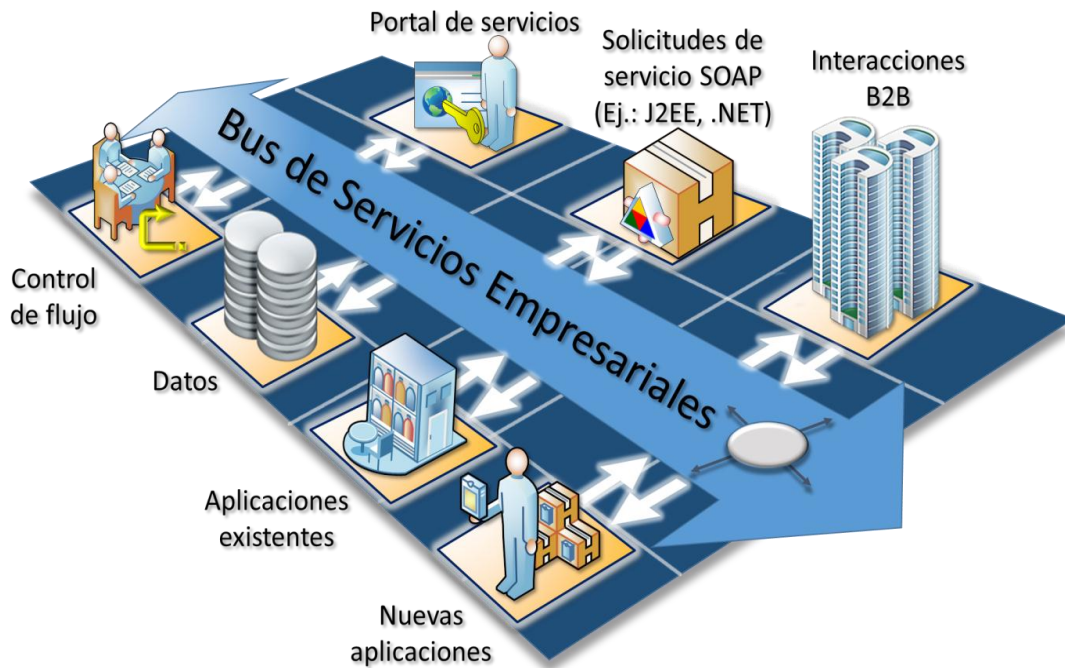 Portal de servicios
Solicitudes de
servicio SOAP
(Ej.: J2EE, .NET)
Interacciones
B2B
Bus de Servicios Empresariales
Control
de flujo
Datos
Aplicaciones
existentes
Nuevas
aplicaciones